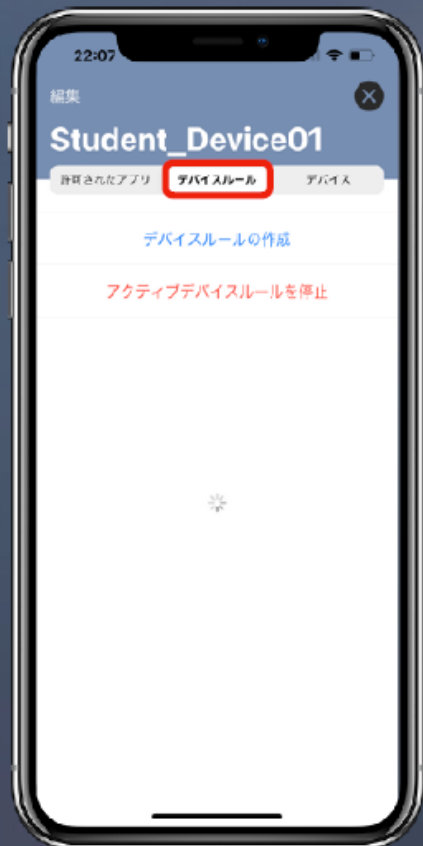 22:07
編集
Student_Device01
許可されたアプリ デバイスルール デバイス
デバイスルールの作成
アクティブデバイスルールを停止